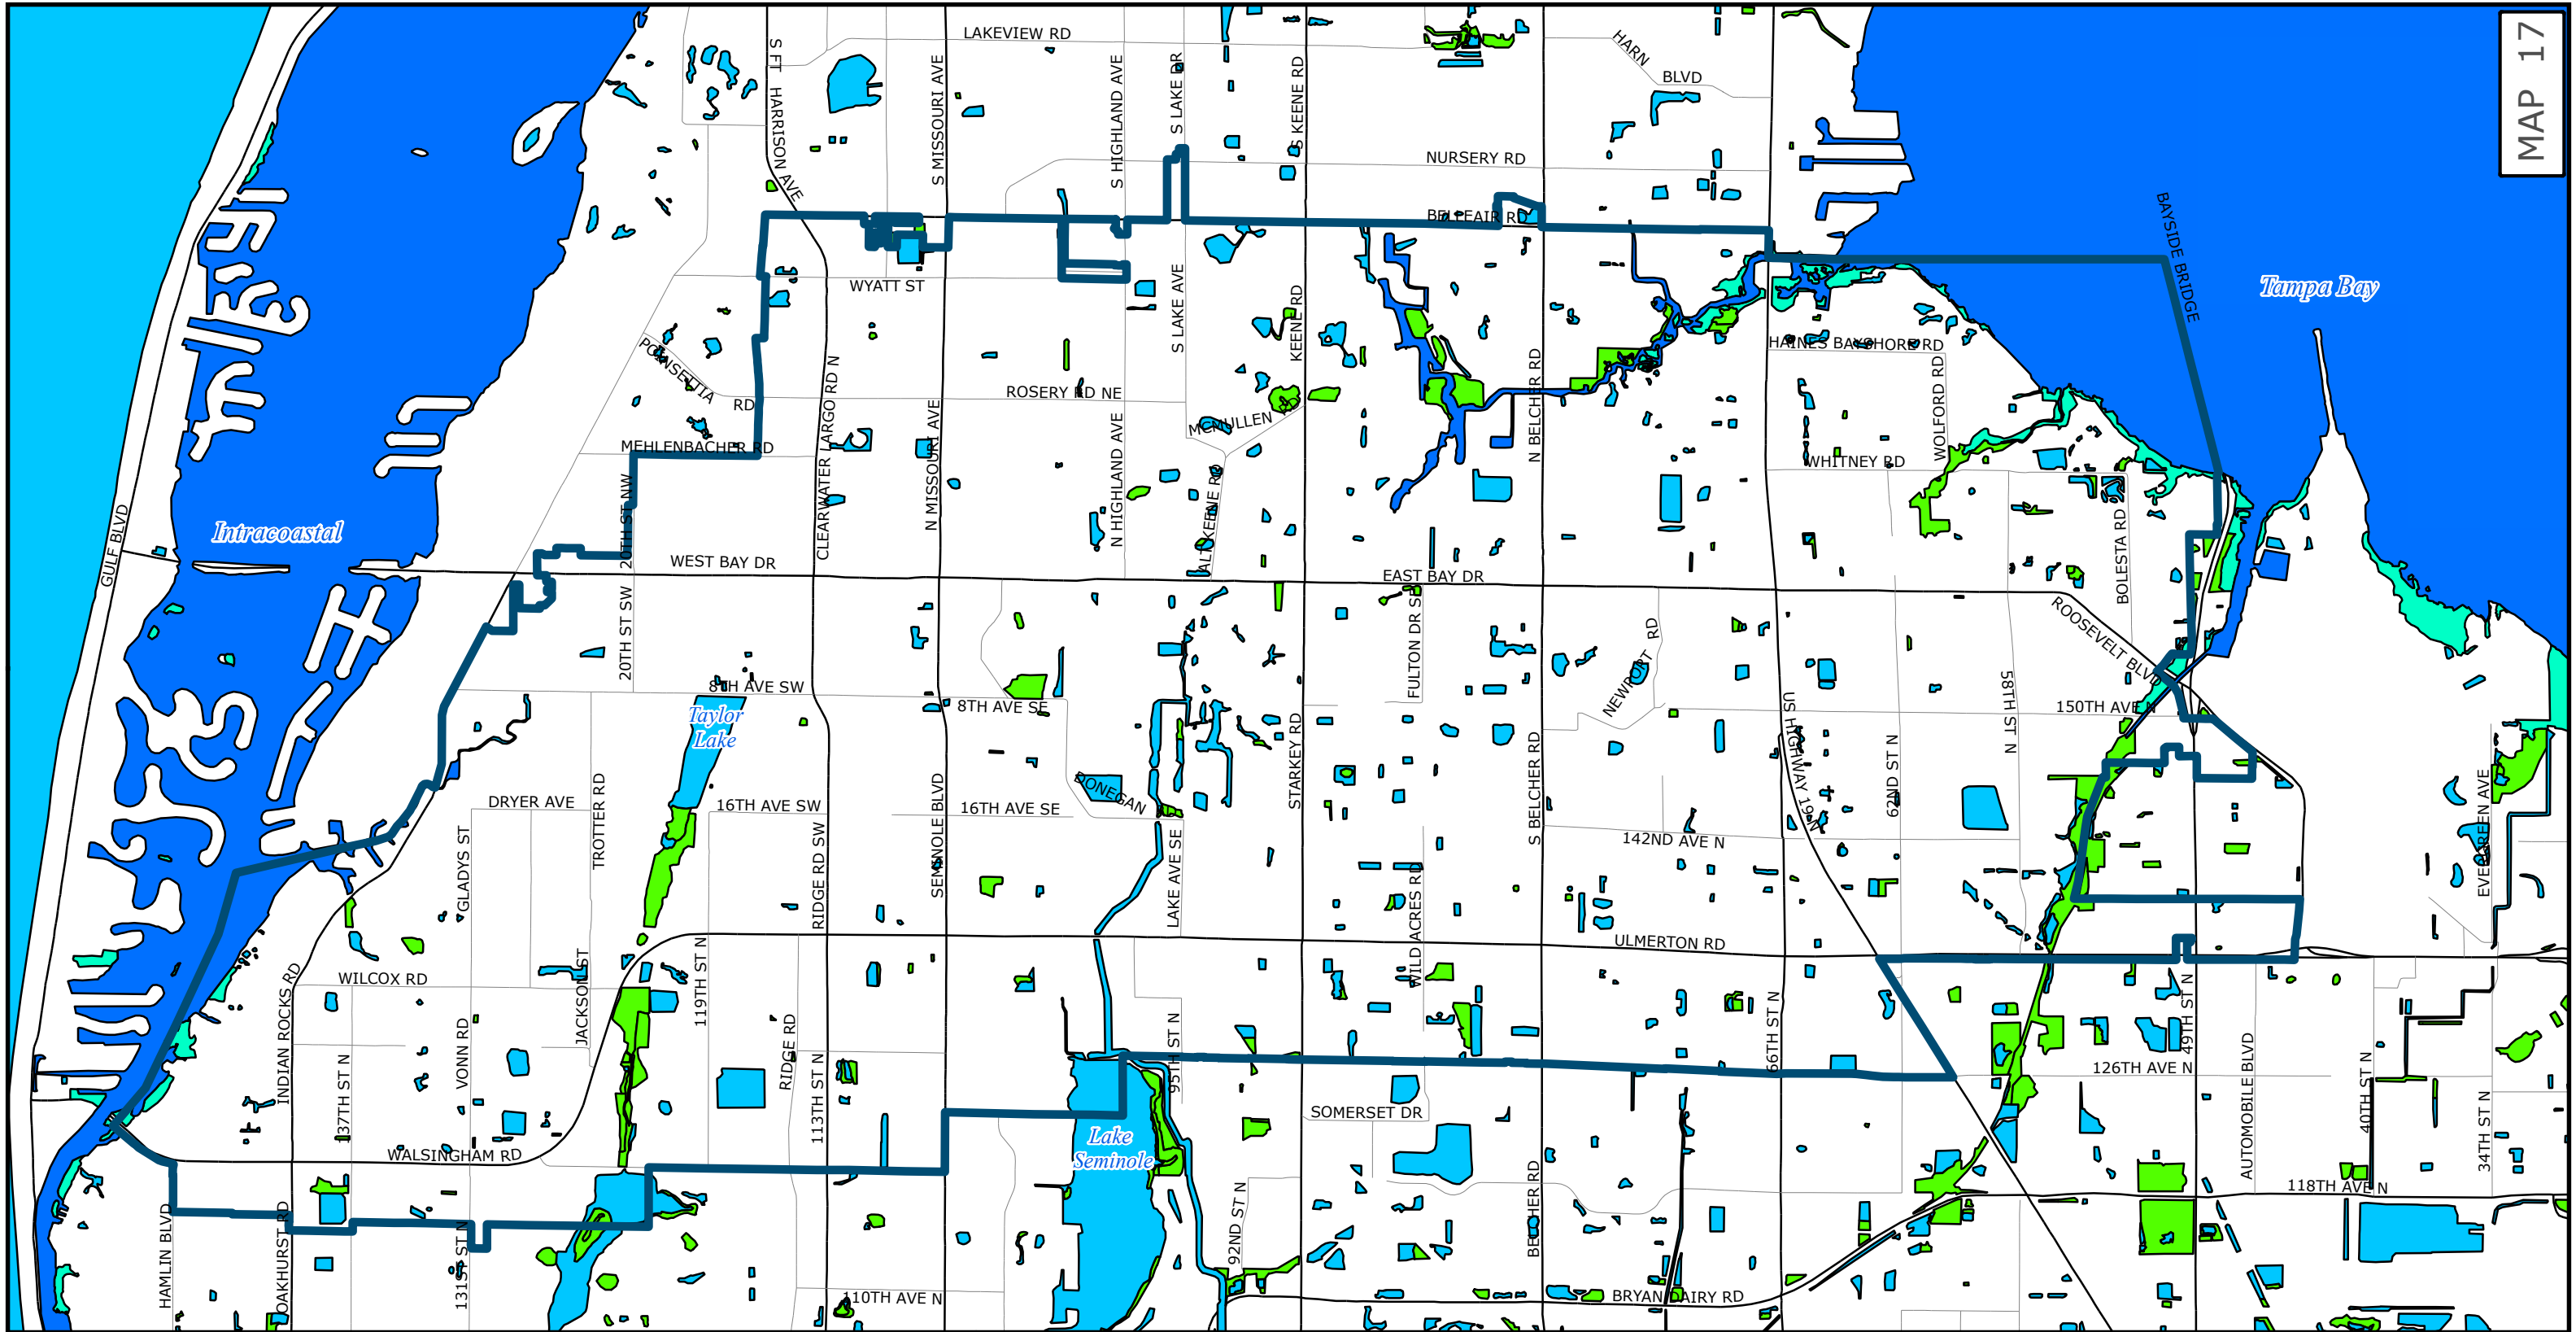 MAP 17
LAKEVIEW RD
HARN
BLVD
S FT HARRISON AVE
S MISSOURI AVE
S HIGHLAND AVE
S LAKE DR
S KEENE RD
NURSERY RD
BELLEAIR RD
BAYSIDE BRIDGE
Tampa Bay
WYATT ST
S LAKE AVE
KEENE RD
HAINES BAYSHORE RD
POINSETTIA
RD
ROSERY RD NE
MCMULLEN
N BELCHER RD
WOLFORD RD
MEHLENBACHER RD
CLEARWATER LARGO RD N
N MISSOURI AVE
N HIGHLAND AVE
ALT KEENE RD
WHITNEY RD
BOLESTA RD
Intracoastal
GULF BLVD
20TH ST NW
WEST BAY DR
EAST BAY DR
ROOSEVELT BLVD
20TH ST SW
8TH AVE SW
8TH AVE SE
FULTON DR SE
NEWPORT
RD
US HIGHWAY 19 N
58TH ST N
150TH AVE N
Taylor
Lake
STARKEY RD
S BELCHER RD
62ND ST N
TROTTER RD
DRYER AVE
16TH AVE SW
16TH AVE SE
DONEGAN
SEMINOLE BLVD
RIDGE RD SW
GLADYS ST
LAKE AVE SE
142ND AVE N
WILD ACRES RD
EVERGREEN AVE
ULMERTON RD
INDIAN ROCKS RD
WILCOX RD
JACKSON ST
119TH ST N
137TH ST N
VONN RD
RIDGE RD
113TH ST N
95TH ST N
66TH ST N
49TH ST N
126TH AVE N
AUTOMOBILE BLVD
40TH ST N
34TH ST N
SOMERSET DR
Lake
Seminole
WALSINGHAM RD
HAMLIN BLVD
OAKHURST RD
131ST ST N
92ND ST N
BELCHER RD
118TH AVE N
110TH AVE N
BRYAN DAIRY RD